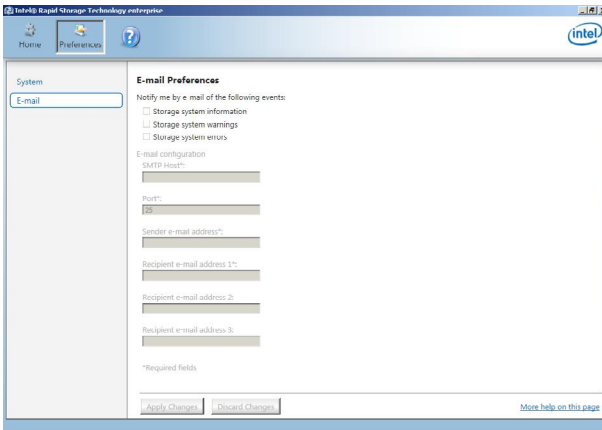 Intel® Rapid Storage Technology enterprise
Home
Preferences
?
intel
System
E-mail
E-mail Preferences
Notify me by e-mail of the following events:
Storage system information
Storage system warnings
Storage system errors
E-mail configuration
SMTP Host*:
Port*:
25
Sender e-mail address*:
Recipient e-mail address 1*:
Recipient e-mail address 2:
Recipient e-mail address 3:
*Required fields
Apply Changes
Discard Changes
More help on this page